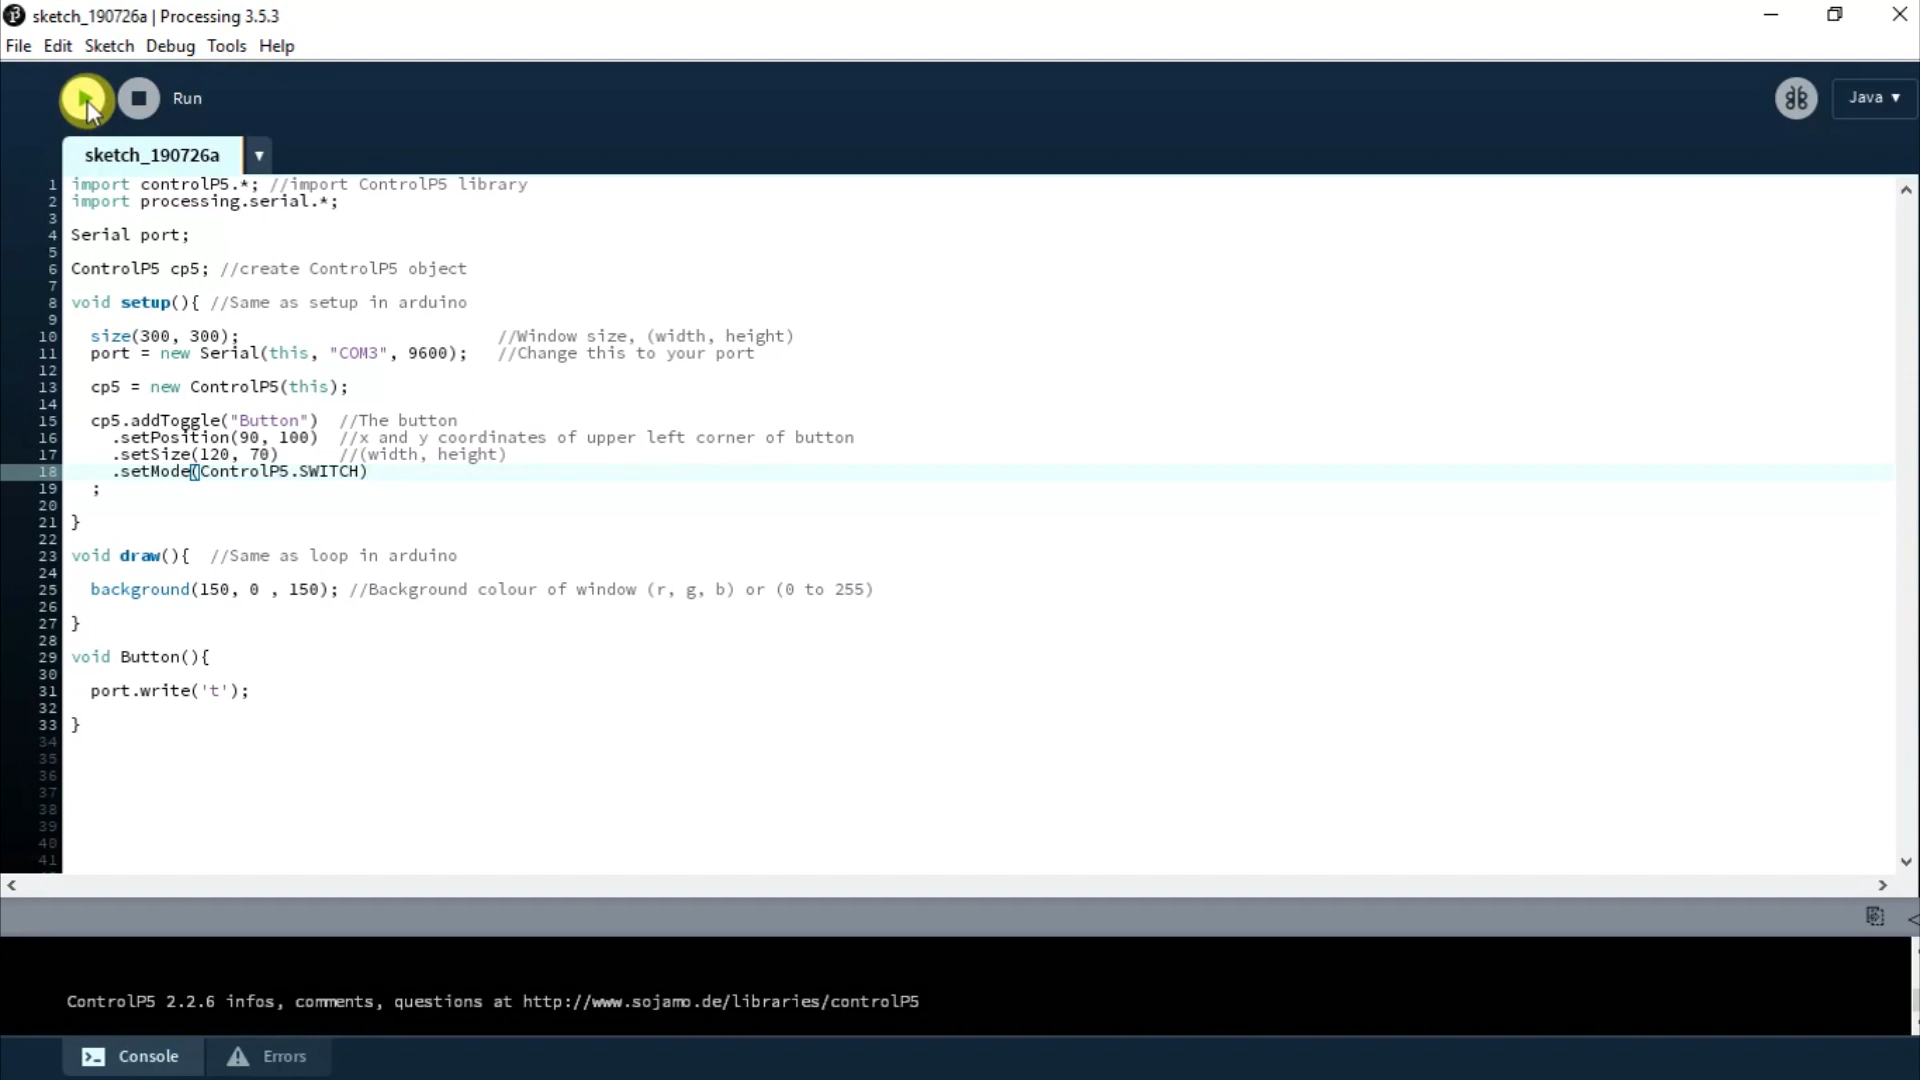 sketch_190726a | Processing 3.5.3
File Edit Sketch Debug Tools Help
Run
Java ▾
sketch_190726a ▾
1 import controlP5.*; //import ControlP5 library
2 import processing.serial.*;
3
4 Serial port;
5
6 ControlP5 cp5; //create ControlP5 object
7
8 void setup(){ //Same as setup in arduino
9
10 size(300, 300); //Window size, (width, height)
11 port = new Serial(this, "COM3", 9600); //Change this to your port
12
13 cp5 = new ControlP5(this);
14
15 cp5.addToggle("Button") //The button
16 .setPosition(90, 100) //x and y coordinates of upper left corner of button
17 .setSize(120, 70) //(width, height)
18 .setMode(ControlP5.SWITCH)
19 ;
20
21 }
22
23 void draw(){ //Same as loop in arduino
24
25 background(150, 0 , 150); //Background colour of window (r, g, b) or (0 to 255)
26
27 }
28
29 void Button(){
30
31 port.write('t');
32
33 }
34
35
36
37
38
39
40
41
ControlP5 2.2.6 infos, comments, questions at http://www.sojamo.de/libraries/controlP5
Console Errors